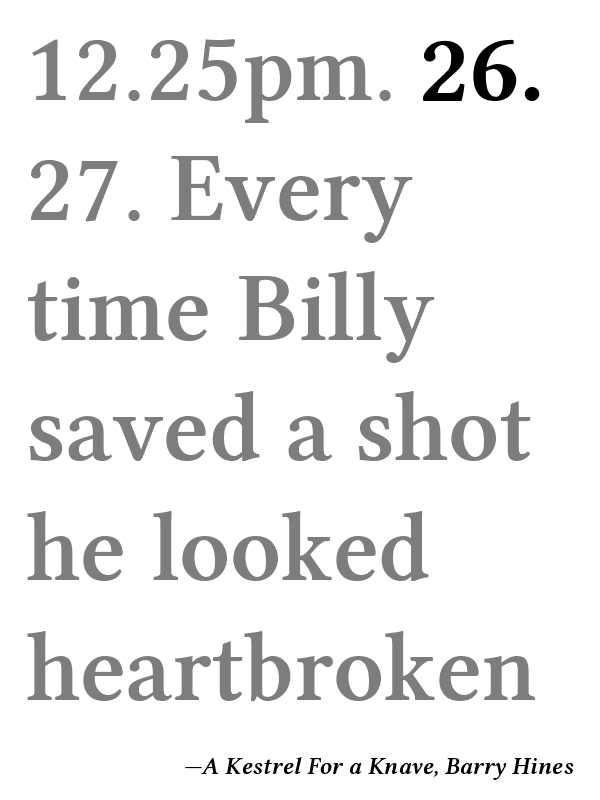 12.25pm. 26.
27. Every
time Billy
saved a shot
he looked
heartbroken
—A Kestrel For a Knave, Barry Hines